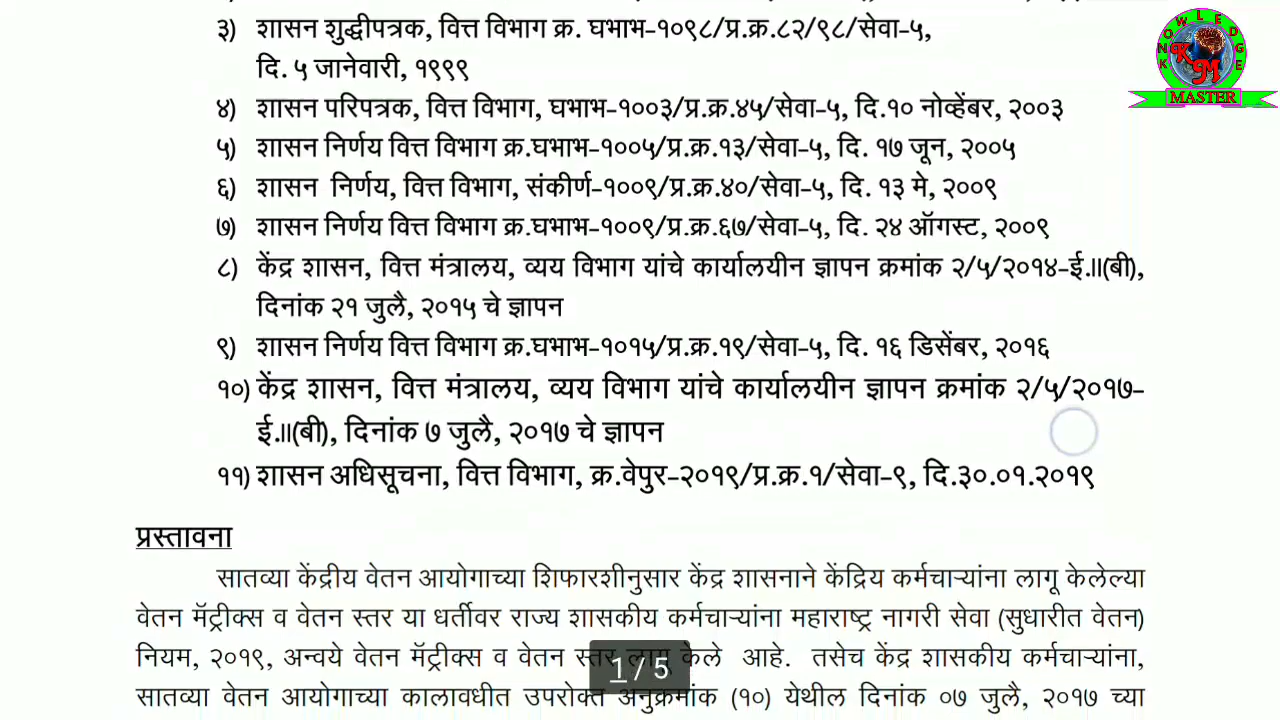 ३) शासन शुद्धीपत्रक, वित्त विभाग क्र. घभाभ-१०९८/प्र.क्र.८२/९८/सेवा-५,
दि. ५ जानेवारी, १९९९
४) शासन परिपत्रक, वित्त विभाग, घभाभ-१००३/प्र.क्र.४५/सेवा-५, दि.१० नोव्हेंबर, २००३
५) शासन निर्णय वित्त विभाग क्र.घभाभ-१००५/प्र.क्र.१३/सेवा-५, दि. १७ जून, २००५
६) शासन निर्णय, वित्त विभाग, संकीर्ण-१००९/प्र.क्र.४०/सेवा-५, दि. १३ मे, २००९
७) शासन निर्णय वित्त विभाग क्र.घभाभ-१००९/प्र.क्र.६७/सेवा-५, दि. २४ ऑगस्ट, २००९
८) केंद्र शासन, वित्त मंत्रालय, व्यय विभाग यांचे कार्यालयीन ज्ञापन क्रमांक २/५/२०१४-ई.II(बी),
दिनांक २१ जुलै, २०१५ चे ज्ञापन
९) शासन निर्णय वित्त विभाग क्र.घभाभ-१०१५/प्र.क्र.१९/सेवा-५, दि. १६ डिसेंबर, २०१६
१०) केंद्र शासन, वित्त मंत्रालय, व्यय विभाग यांचे कार्यालयीन ज्ञापन क्रमांक २/५/२०१७-
ई.II(बी), दिनांक ७ जुलै, २०१७ चे ज्ञापन
११) शासन अधिसूचना, वित्त विभाग, क्र.वेपुर-२०१९/प्र.क्र.१/सेवा-९, दि.३०.०१.२०१९
प्रस्तावना
सातव्या केंद्रीय वेतन आयोगाच्या शिफारशीनुसार केंद्र शासनाने केंद्रिय कर्मचाऱ्यांना लागू केलेल्या
वेतन मॅट्रीक्स व वेतन स्तर या धर्तीवर राज्य शासकीय कर्मचाऱ्यांना महाराष्ट्र नागरी सेवा (सुधारीत वेतन)
नियम, २०१९, अन्वये वेतन मॅट्रीक्स व वेतन स्तर लागू केले आहे. तसेच केंद्र शासकीय कर्मचाऱ्यांना,
सातव्या वेतन आयोगाच्या कालावधीत उपरोक्त अनुक्रमांक (१०) येथील दिनांक ०७ जुलै, २०१७ च्या
1 / 5
KNOWLEDGE
KM
MASTER